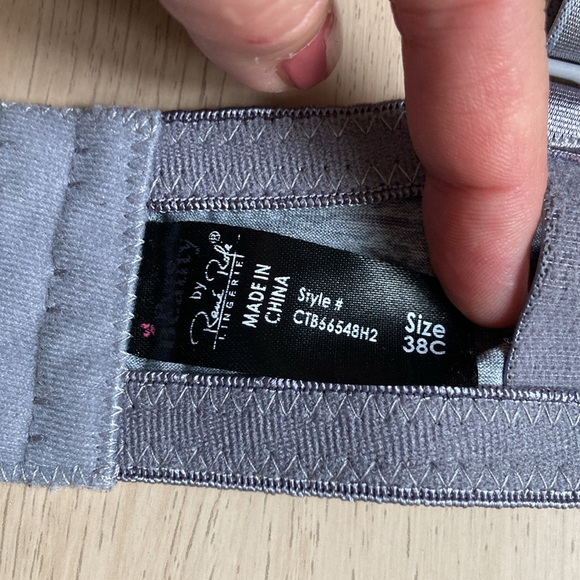 by
René Rofé®
LINGERIE
MADE IN
CHINA
Style #
CTB66548H2
Size
38C